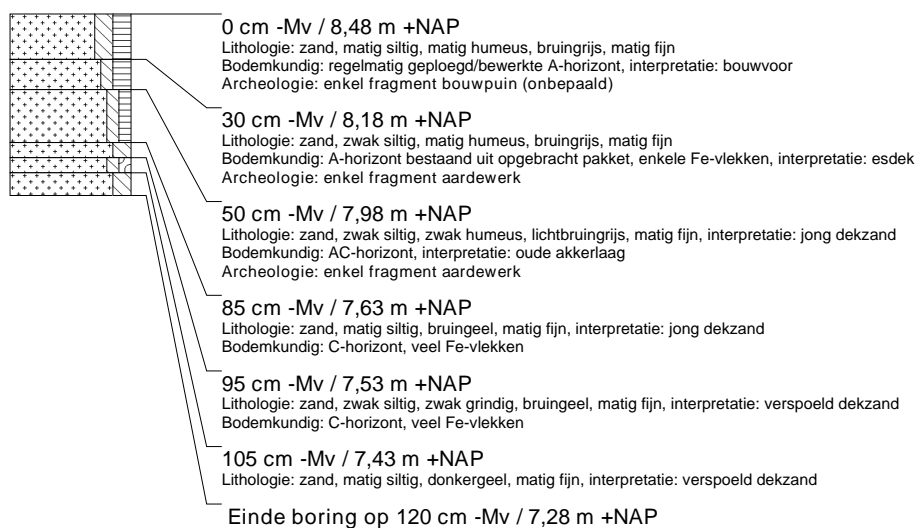 0 cm -Mv / 8,48 m +NAP
Lithologie: zand, matig siltig, matig humeus, bruingrijs, matig fijn
Bodemkundig: regelmatig geploegd/bewerkte A-horizont, interpretatie: bouwvoor
Archeologie: enkel fragment bouwpuin (onbepaald)
30 cm -Mv / 8,18 m +NAP
Lithologie: zand, zwak siltig, matig humeus, bruingrijs, matig fijn
Bodemkundig: A-horizont bestaand uit opgebracht pakket, enkele Fe-vlekken, interpretatie: esdek
Archeologie: enkel fragment aardewerk
50 cm -Mv / 7,98 m +NAP
Lithologie: zand, zwak siltig, zwak humeus, lichtbruingrijs, matig fijn, interpretatie: jong dekzand
Bodemkundig: AC-horizont, interpretatie: oude akkerlaag
Archeologie: enkel fragment aardewerk
85 cm -Mv / 7,63 m +NAP
Lithologie: zand, matig siltig, bruingeel, matig fijn, interpretatie: jong dekzand
Bodemkundig: C-horizont, veel Fe-vlekken
95 cm -Mv / 7,53 m +NAP
Lithologie: zand, zwak siltig, zwak grindig, bruingeel, matig fijn, interpretatie: verspoeld dekzand
Bodemkundig: C-horizont, veel Fe-vlekken
105 cm -Mv / 7,43 m +NAP
Lithologie: zand, matig siltig, donkergeel, matig fijn, interpretatie: verspoeld dekzand
Einde boring op 120 cm -Mv / 7,28 m +NAP